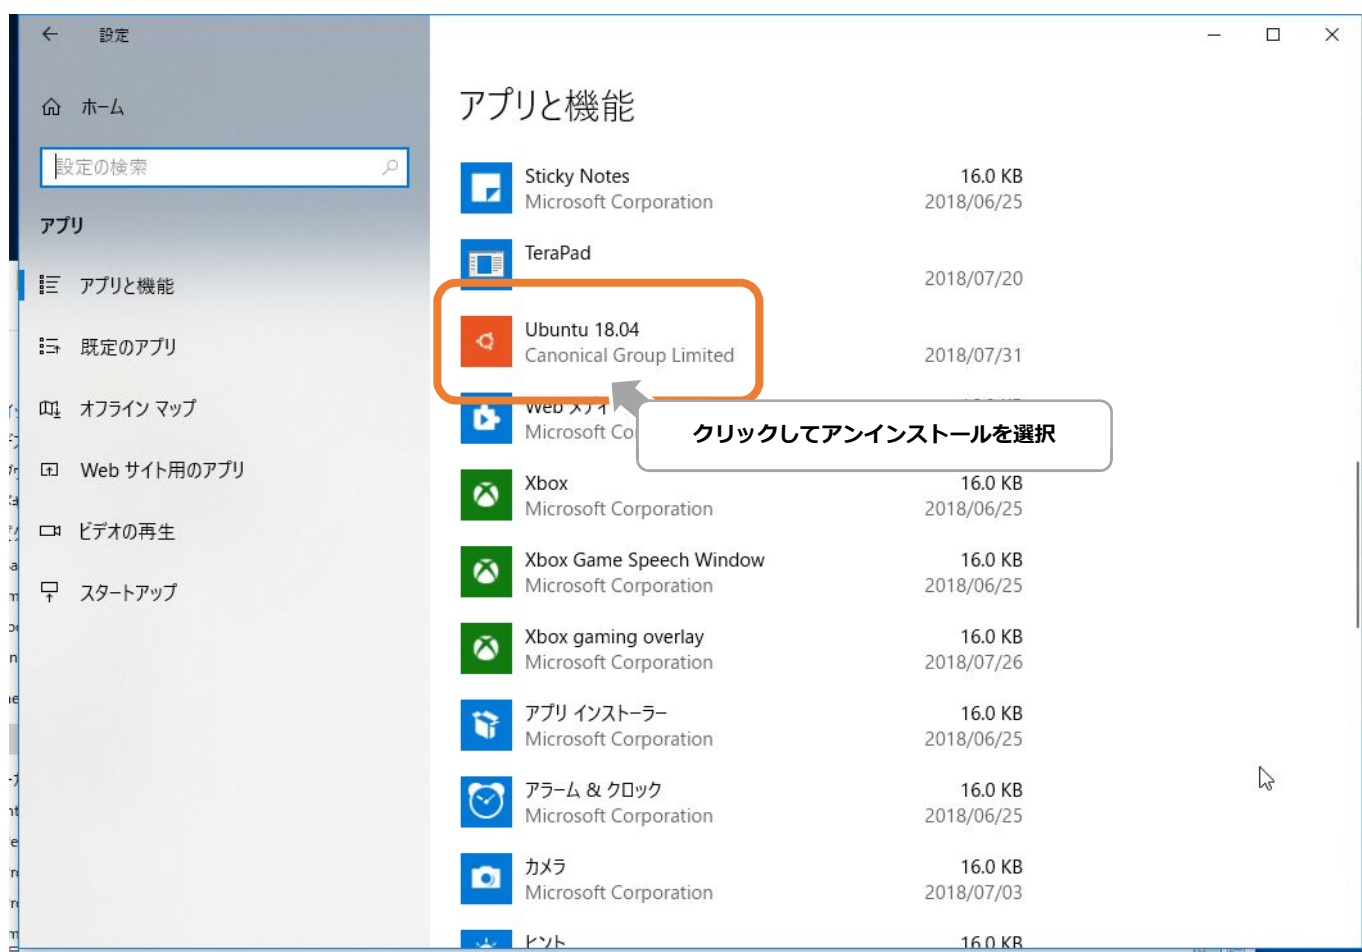 設定
ホーム
設定の検索
アプリ
アプリと機能
既定のアプリ
オフライン マップ
Web サイト用のアプリ
ビデオの再生
スタートアップ
アプリと機能
Sticky Notes 16.0 KB
Microsoft Corporation 2018/06/25
TeraPad
2018/07/20
Ubuntu 18.04
Canonical Group Limited 2018/07/31
Web メディ
Microsoft Co
クリックしてアンインストールを選択
Xbox 16.0 KB
Microsoft Corporation 2018/06/25
Xbox Game Speech Window 16.0 KB
Microsoft Corporation 2018/06/25
Xbox gaming overlay 16.0 KB
Microsoft Corporation 2018/07/26
アプリ インストーラー 16.0 KB
Microsoft Corporation 2018/06/25
アラーム & クロック 16.0 KB
Microsoft Corporation 2018/06/25
カメラ 16.0 KB
Microsoft Corporation 2018/07/03
ヒント 16.0 KB